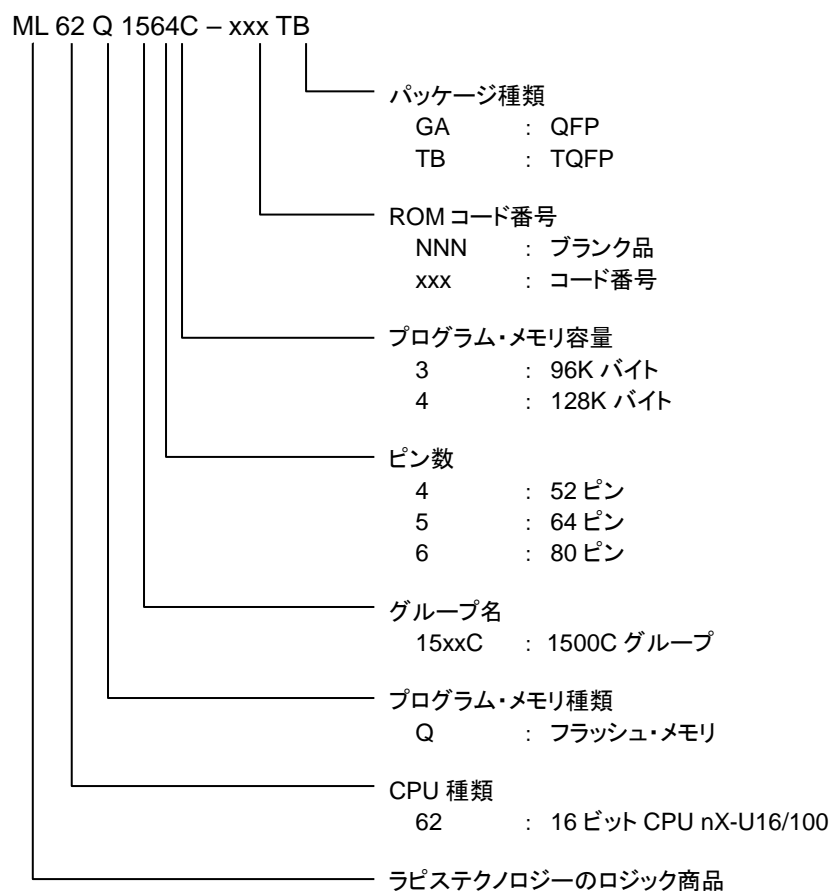 ML 62 Q 1564C – xxx TB
パッケージ種類
GA : QFP
TB : TQFP
ROM コード番号
NNN : ブランク品
xxx : コード番号
プログラム・メモリ容量
3 : 96K バイト
4 : 128K バイト
ピン数
4 : 52 ピン
5 : 64 ピン
6 : 80 ピン
グループ名
15xxC : 1500C グループ
プログラム・メモリ種類
Q : フラッシュ・メモリ
CPU 種類
62 : 16 ビット CPU nX-U16/100
ラピステクノロジーのロジック商品